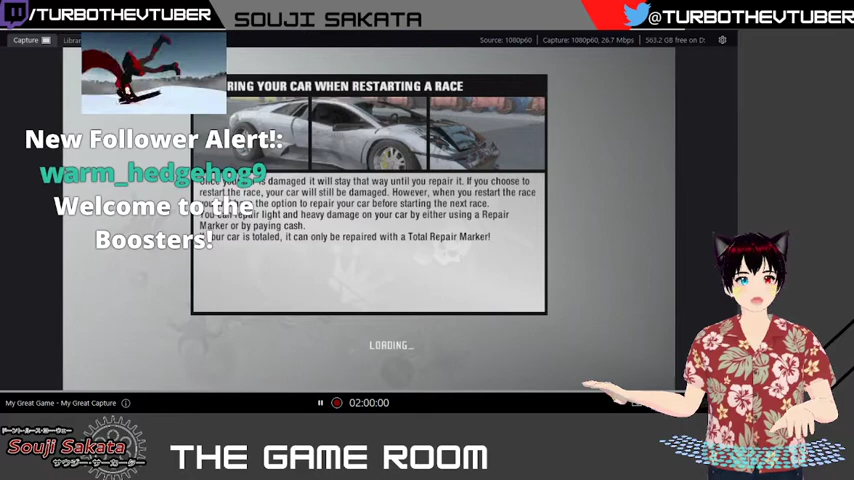 /TURBOTHEVTUBER
SOUJI SAKATA
@TURBOTHEVTUBER
Capture
Librar
Source: 1080p60
Capture: 1080p60, 26.7 Mbps
563.2 GB free on D:
RING YOUR CAR WHEN RESTARTING A RACE
New Follower Alert!:
warm_hedgehog9
Welcome to the
Boosters!
Once your is damaged it will stay that way until you repair it. If you choose to
restart the race, your car will still be damaged. However, when you restart the race
the option to repair your car before starting the next race.
You can repair light and heavy damage on your car by either using a Repair
Marker or by paying cash.
your car is totaled, it can only be repaired with a Total Repair Marker!
LOADING...
My Great Game - My Great Capture
02:00:00
Souji Sakata
THE GAME ROOM